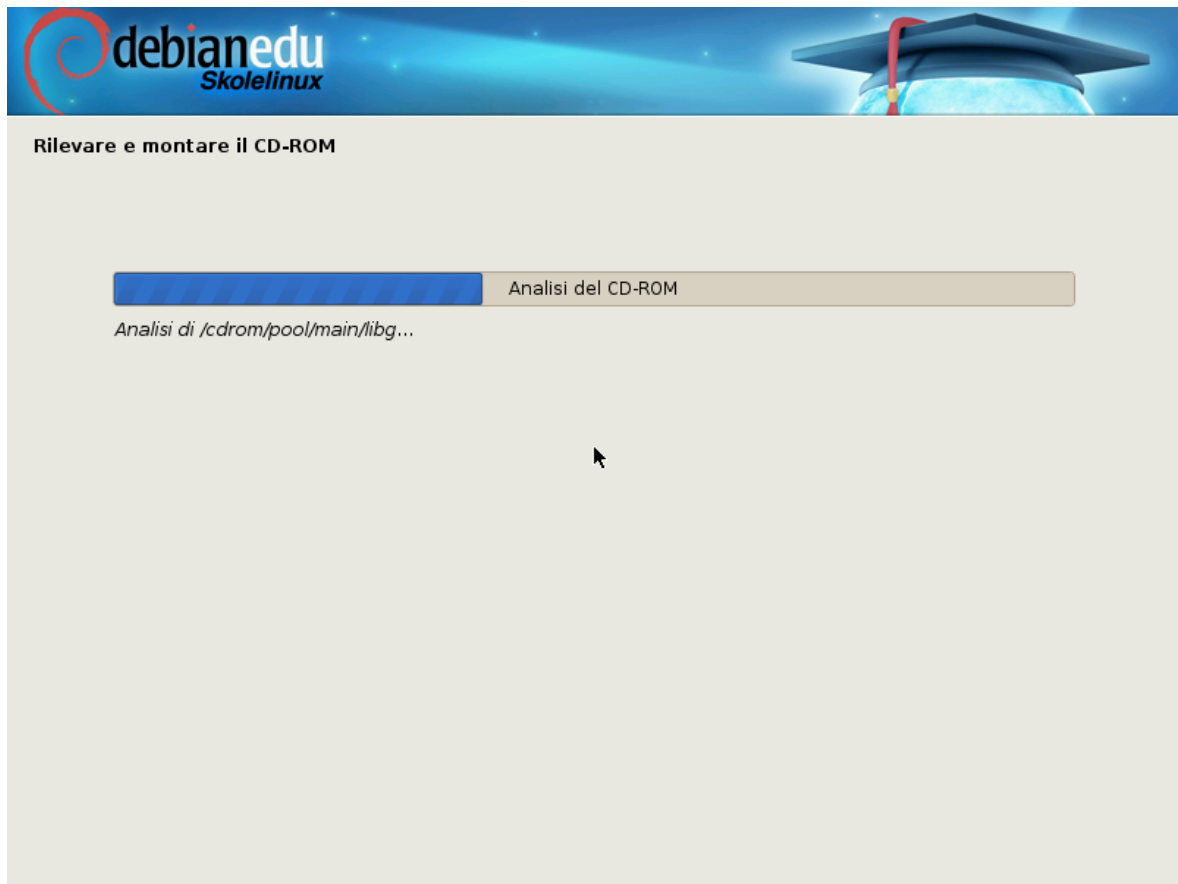 debianedu
Skolelinux
Rilevare e montare il CD-ROM
Analisi del CD-ROM
Analisi di /cdrom/pool/main/libg...